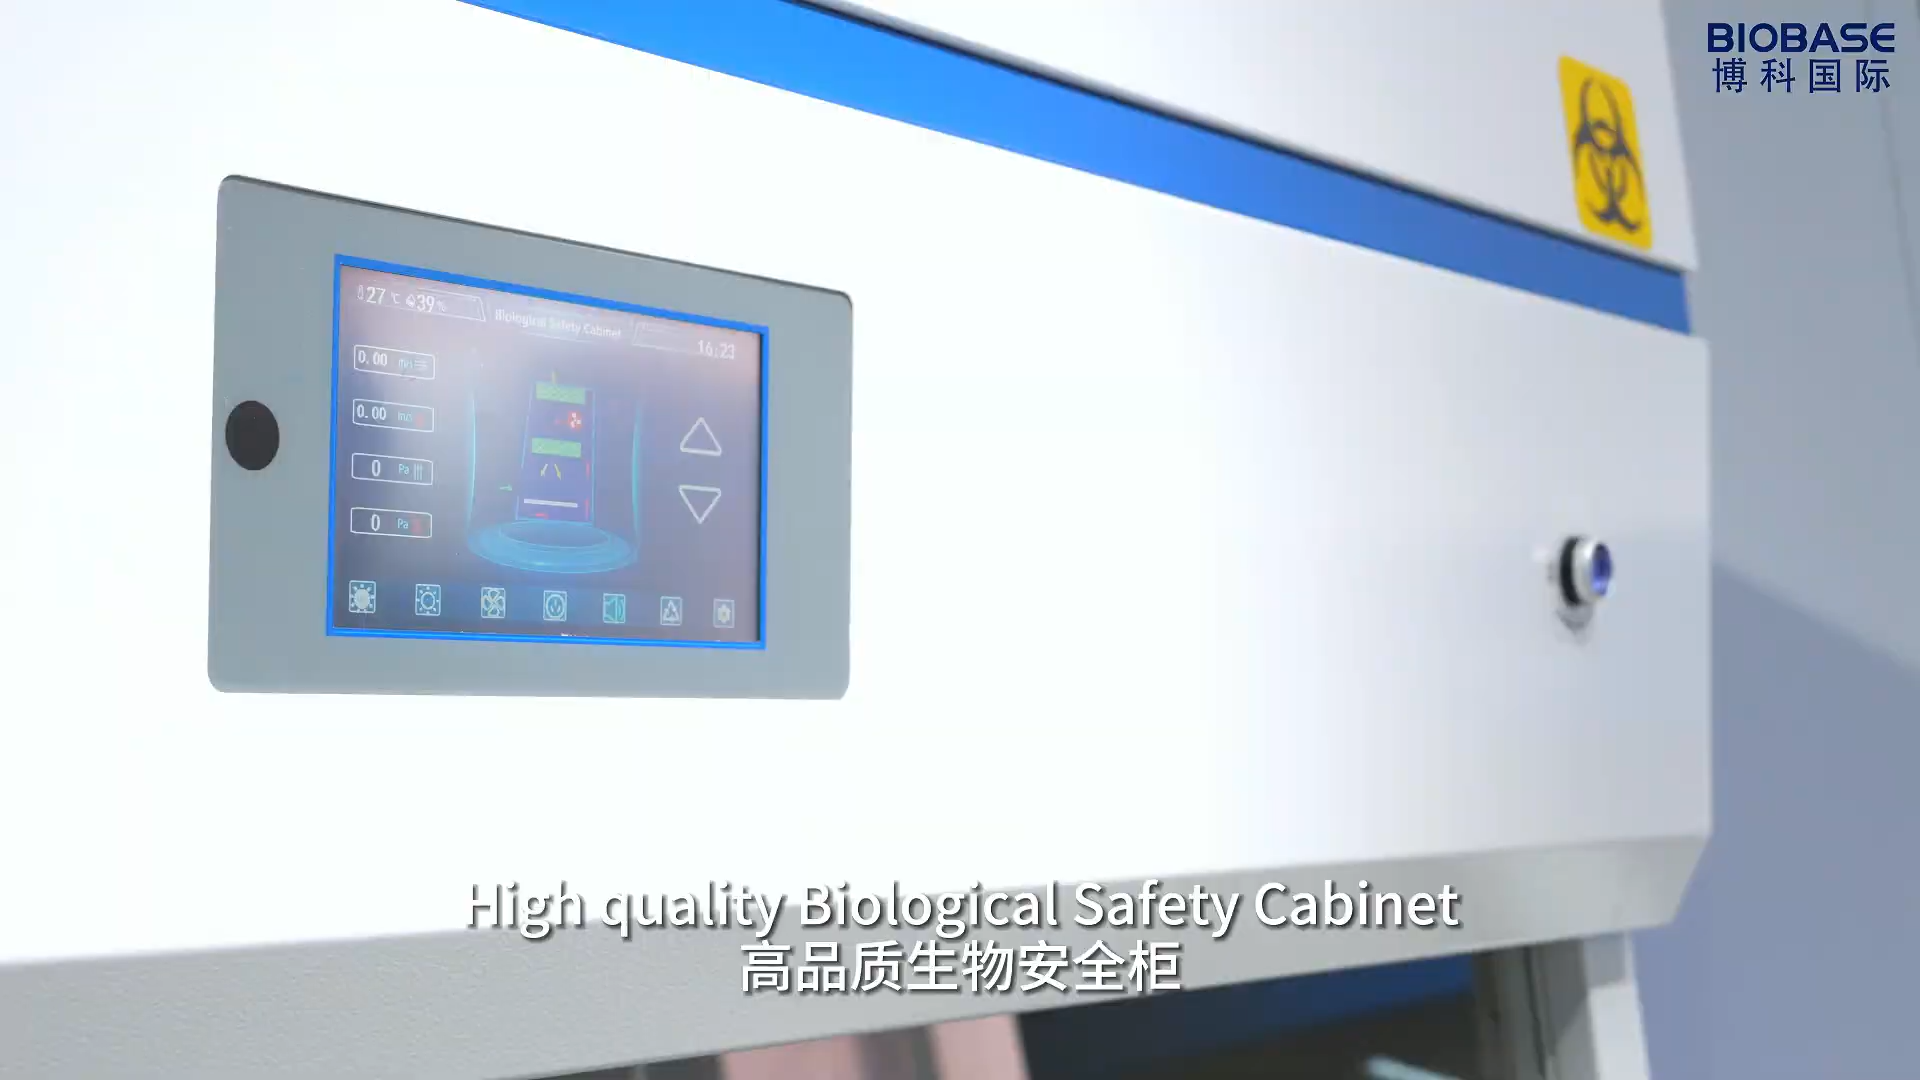 BIOBASE
博科国际
27 ℃ 39 %
Biological Safety Cabinet
16:23
0.00 m/s
0.00 m/s
0 Pa
0 Pa
High quality Biological Safety Cabinet
高品质生物安全柜